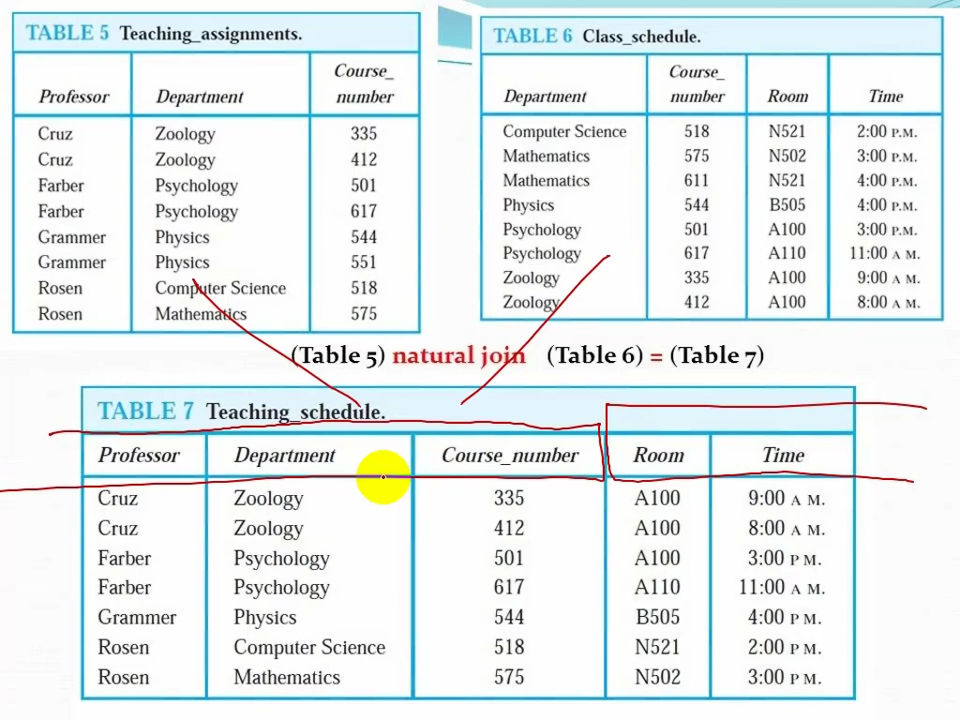 TABLE 5 Teaching_assignments.
Professor Department Course_ number
Cruz Zoology 335
Cruz Zoology 412
Farber Psychology 501
Farber Psychology 617
Grammer Physics 544
Grammer Physics 551
Rosen Computer Science 518
Rosen Mathematics 575
TABLE 6 Class_schedule.
Department Course_ number Room Time
Computer Science 518 N521 2:00 P.M.
Mathematics 575 N502 3:00 P.M.
Mathematics 611 N521 4:00 P.M.
Physics 544 B505 4:00 P.M.
Psychology 501 A100 3:00 P.M.
Psychology 617 A110 11:00 A M.
Zoology 335 A100 9:00 A M.
Zoology 412 A100 8:00 A M.
(Table 5) natural join (Table 6) = (Table 7)
TABLE 7 Teaching_schedule.
Professor Department Course_number Room Time
Cruz Zoology 335 A100 9:00 A M.
Cruz Zoology 412 A100 8:00 A M.
Farber Psychology 501 A100 3:00 P M.
Farber Psychology 617 A110 11:00 A M.
Grammer Physics 544 B505 4:00 P M.
Rosen Computer Science 518 N521 2:00 P M.
Rosen Mathematics 575 N502 3:00 P M.